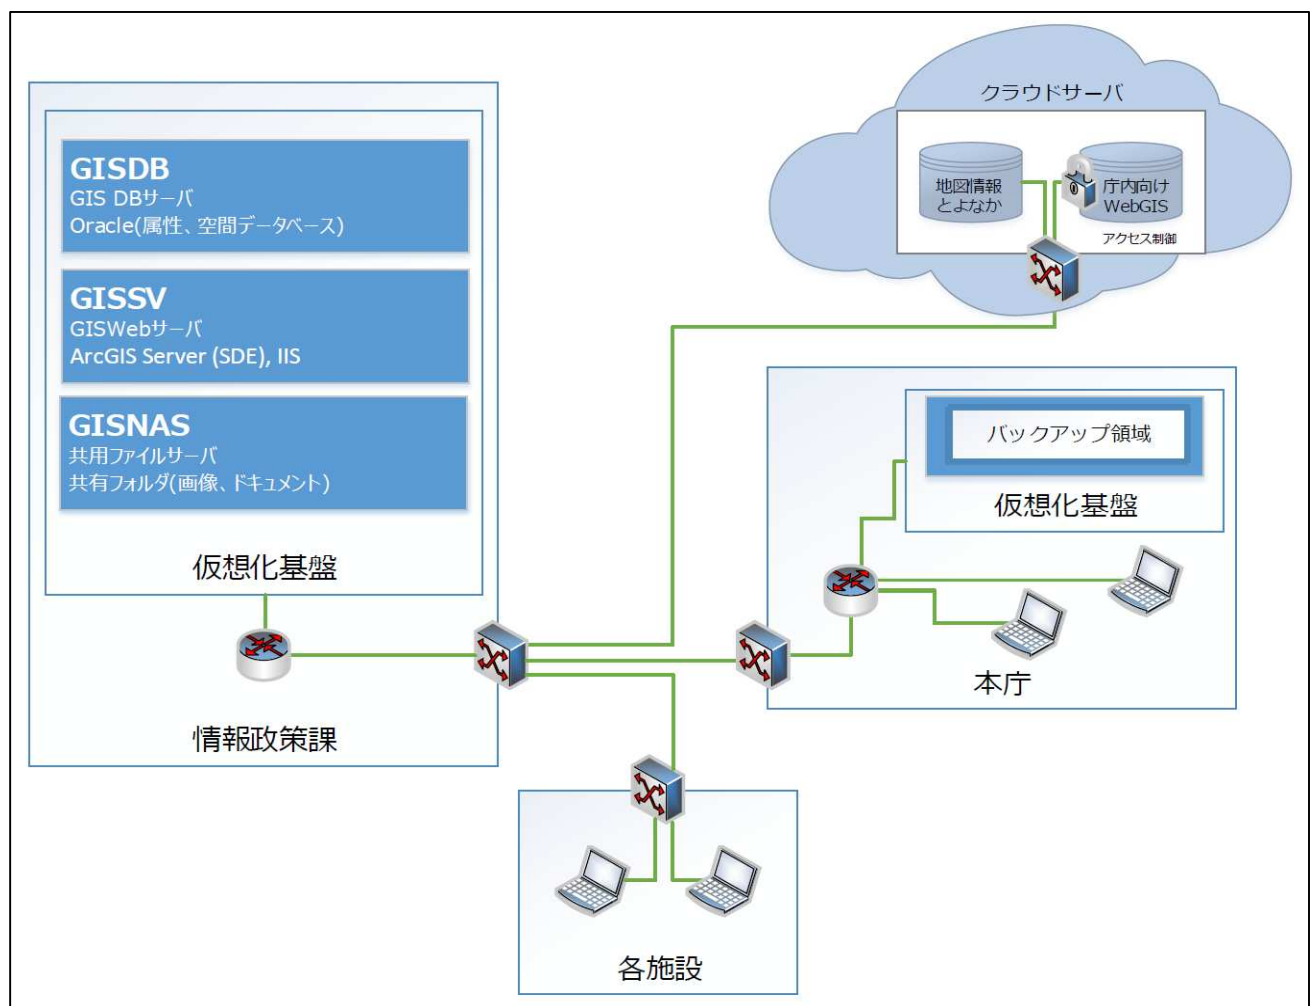 GISDB
GIS DBサーバ
Oracle(属性、空間データベース)
GISSV
GISWebサーバ
ArcGIS Server (SDE), IIS
GISNAS
共用ファイルサーバ
共有フォルダ(画像、ドキュメント)
仮想化基盤
情報政策課
クラウドサーバ
地図情報
とよなか
庁内向け
WebGIS
アクセス制御
バックアップ領域
仮想化基盤
本庁
各施設